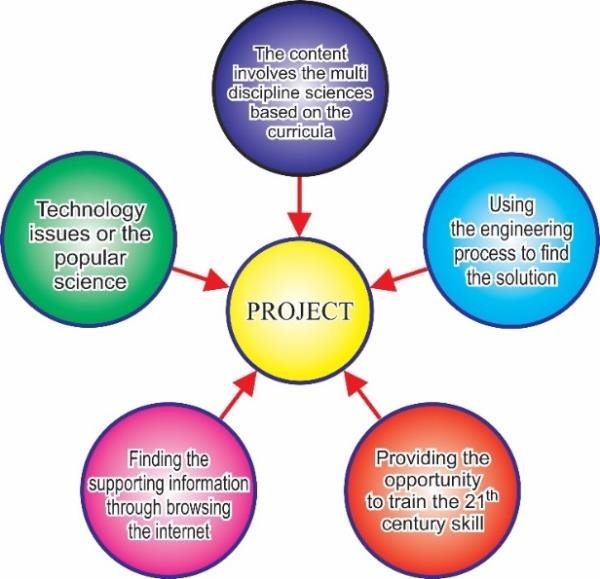 The content
involves the multi
discipline sciences
based on the
curricula
Technology
issues or the
popular
science
Using
the engineering
process to find
the solution
PROJECT
Finding the
supporting information
through browsing
the internet
Providing the
opportunity
to train the 21th
century skill